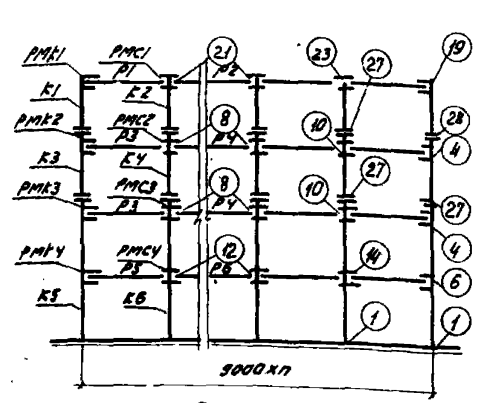 РМК1 РМС1 21 23 19
Р1 Р2 27
К1 К2
РМК2 РМС2 8 10 28
Р3 Р4 4
К3 К4 27
РМК3 РМС3 8 10 27
Р3 Р4 4
РМК4 РМС4 12 14 6
Р5 Р6
К5 К6 1 1
9000хп